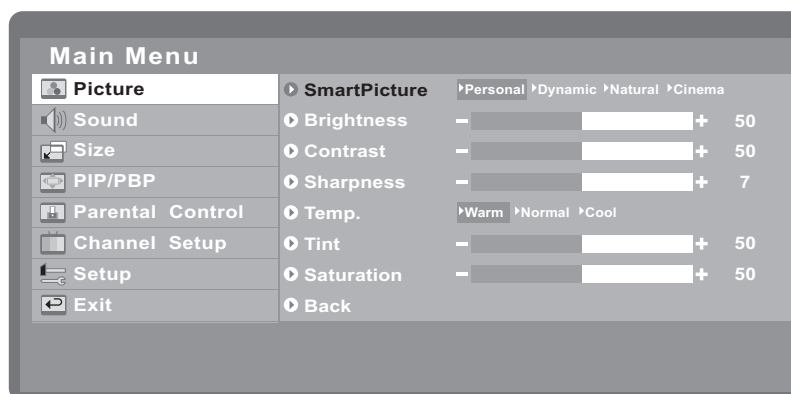 Main Menu
Picture
Sound
Size
PIP/PBP
Parental Control
Channel Setup
Setup
Exit
SmartPicture Personal Dynamic Natural Cinema
Brightness - + 50
Contrast - + 50
Sharpness - + 7
Temp. Warm Normal Cool
Tint - + 50
Saturation - + 50
Back